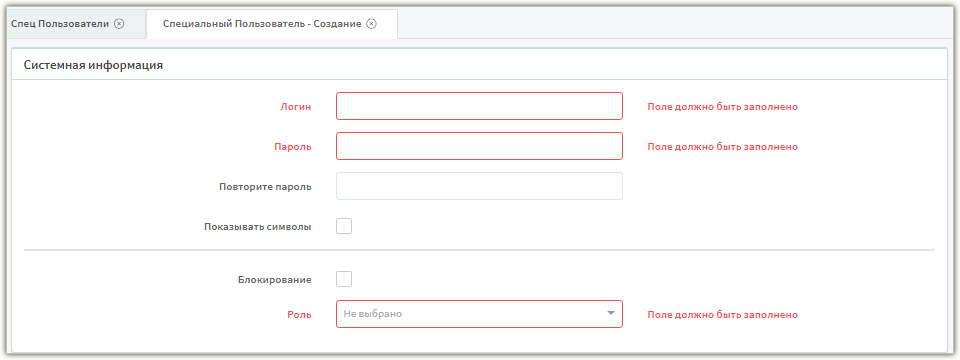 Спец Пользователи
Специальный Пользователь - Создание
Системная информация
Логин
Поле должно быть заполнено
Пароль
Поле должно быть заполнено
Повторите пароль
Показывать символы
Блокирование
Роль
Не выбрано
Поле должно быть заполнено